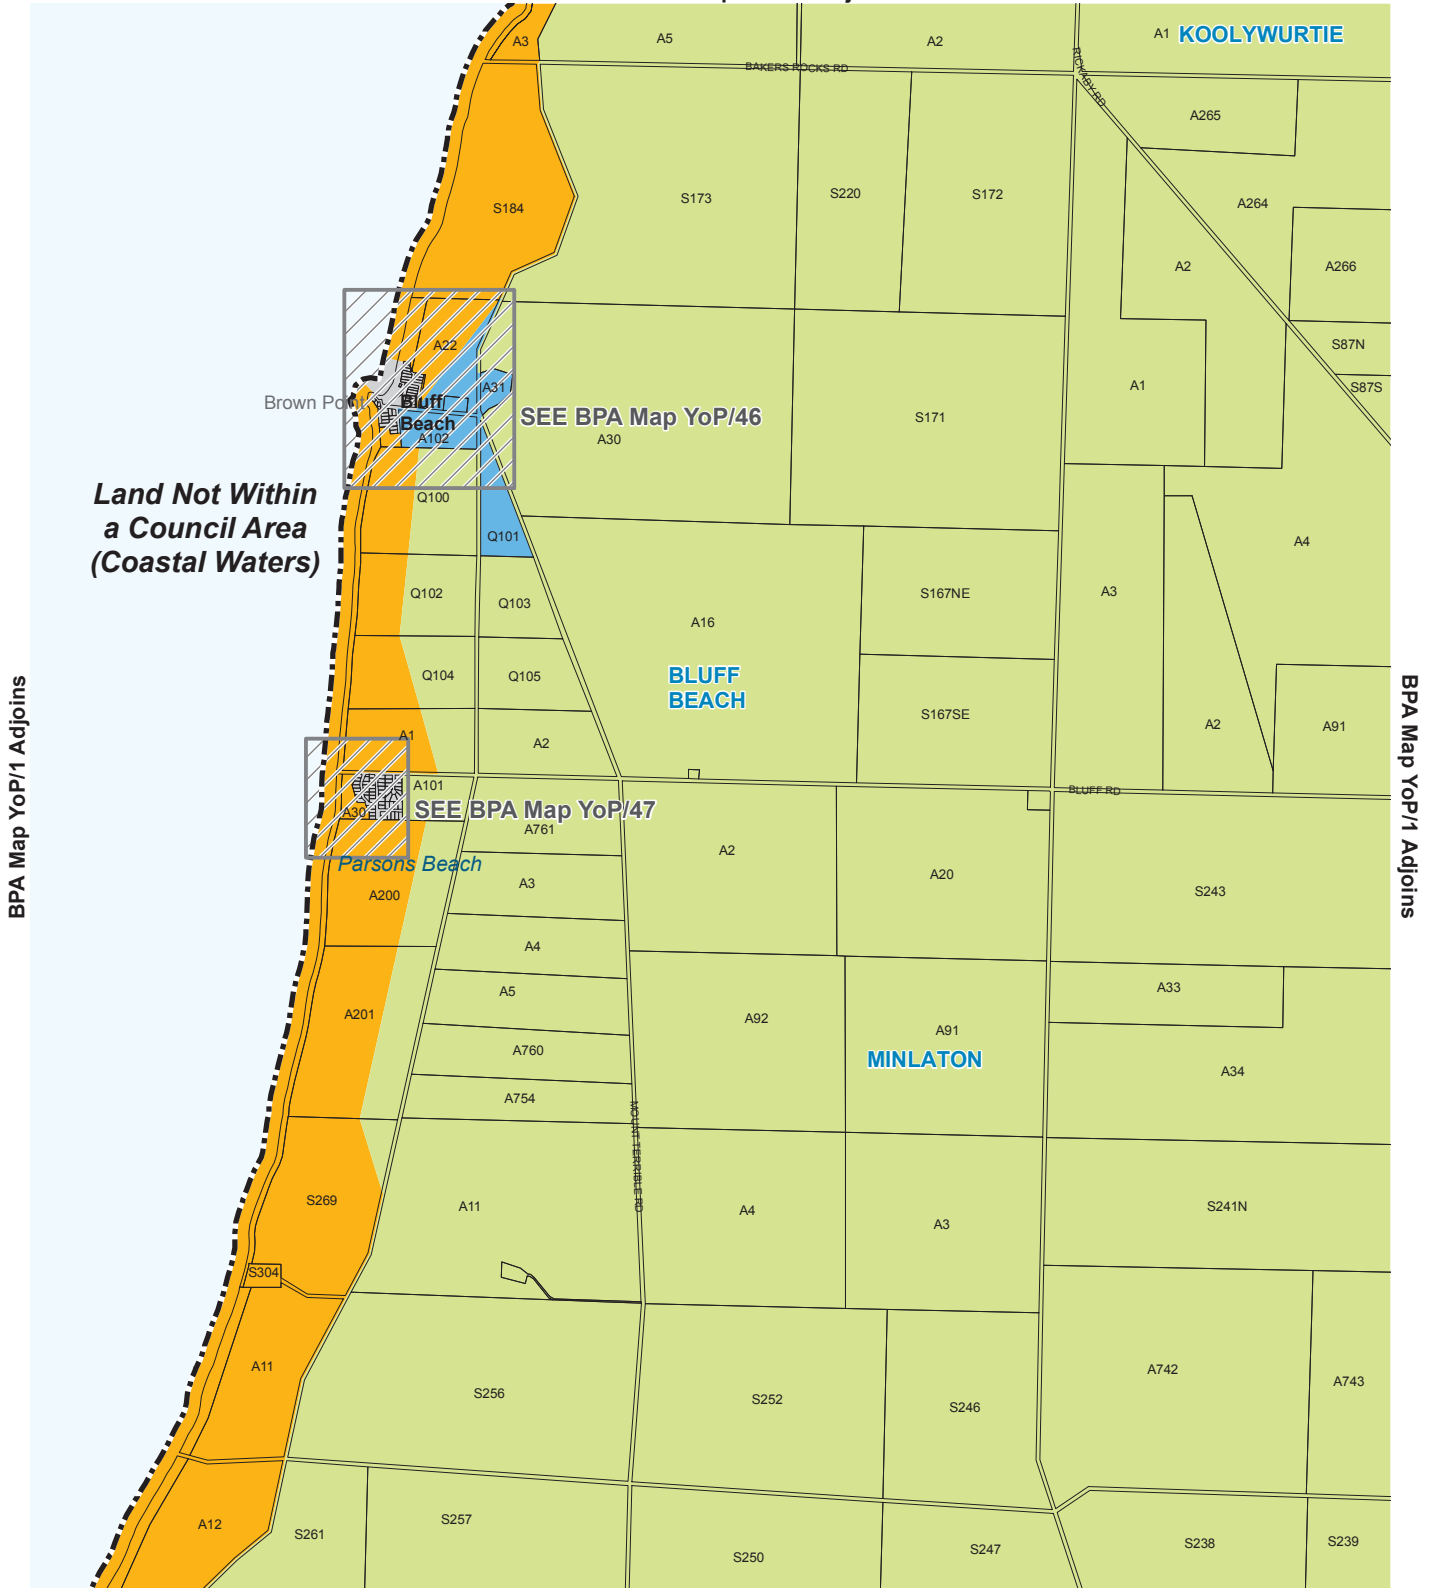 A3
A5
A2
A1 KOOLYWURTIE
BAKERS ROCKS RD
RICKABY RD
A265
S184
S173
S220
S172
A264
A2
A266
A22
S87N
A31
A1
S87S
Brown Point
Bluff
Beach
A102
SEE BPA Map YoP/46
A30
S171
Land Not Within
a Council Area
(Coastal Waters)
Q100
Q101
A4
Q102
Q103
A16
S167NE
A3
Q104
Q105
BLUFF
BEACH
S167SE
A2
A91
A1
A2
BPA Map YoP/1 Adjoins
BPA Map YoP/1 Adjoins
A101
BLUFF RD
A30
SEE BPA Map YoP/47
A761
Parsons Beach
A2
A200
A3
A20
S243
A4
A5
A33
A201
A92
A91
MINLATON
A760
A34
A754
MOUNT TERRIBLE RD
S269
A11
A4
A3
S241N
S304
A11
S256
S252
S246
A742
A743
A12
S261
S257
S250
S247
S238
S239